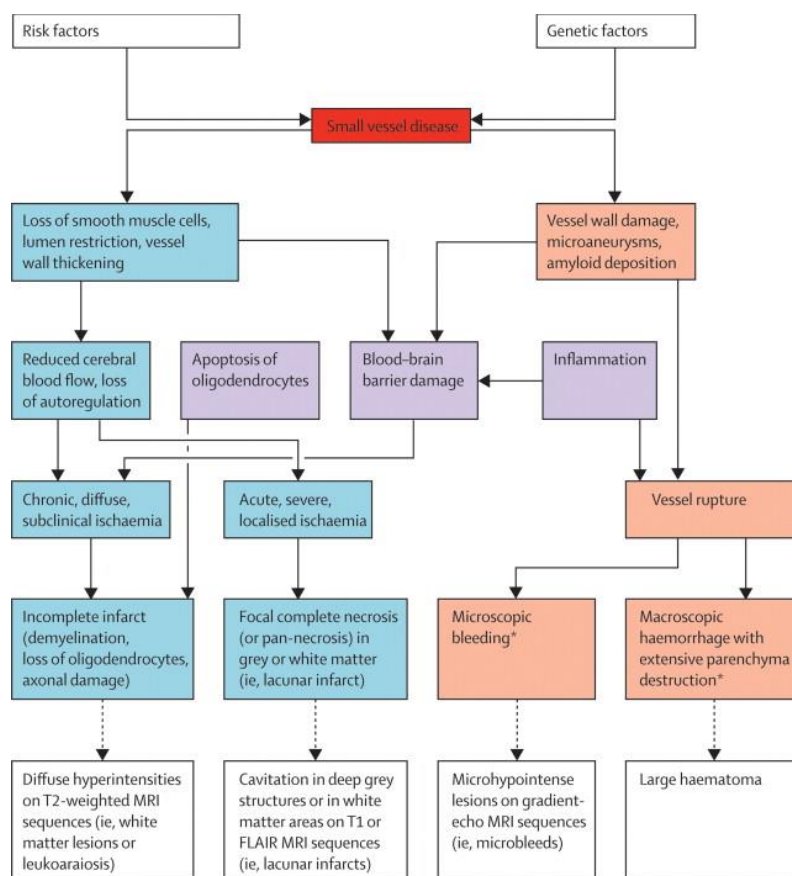 Risk factors
Genetic factors
Small vessel disease
Loss of smooth muscle cells,
lumen restriction, vessel
wall thickening
Vessel wall damage,
microaneurysms,
amyloid deposition
Reduced cerebral
blood flow, loss
of autoregulation
Apoptosis of
oligodendrocytes
Blood–brain
barrier damage
Inflammation
Chronic, diffuse,
subclinical ischaemia
Acute, severe,
localised ischaemia
Vessel rupture
Incomplete infarct
(demyelination,
loss of oligodendrocytes,
axonal damage)
Focal complete necrosis
(or pan-necrosis) in
grey or white matter
(ie, lacunar infarct)
Microscopic
bleeding*
Macroscopic
haemorrhage with
extensive parenchyma
destruction*
Diffuse hyperintensities
on T2-weighted MRI
sequences (ie, white
matter lesions or
leukoaraiosis)
Cavitation in deep grey
structures or in white
matter areas on T1 or
FLAIR MRI sequences
(ie, lacunar infarcts)
Microhypointense
lesions on gradient-
echo MRI sequences
(ie, microbleeds)
Large haematoma